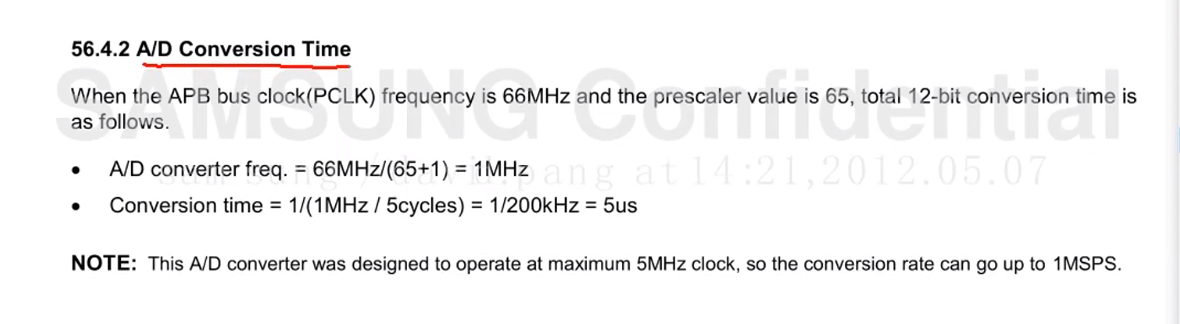 56.4.2 A/D Conversion Time
SAMSUNG Confidential
When the APB bus clock(PCLK) frequency is 66MHz and the prescaler value is 65, total 12-bit conversion time is
as follows.
• A/D converter freq. = 66MHz/(65+1) = 1MHz
pang at 14:21,2012.05.07
• Conversion time = 1/(1MHz / 5cycles) = 1/200kHz = 5us
NOTE: This A/D converter was designed to operate at maximum 5MHz clock, so the conversion rate can go up to 1MSPS.